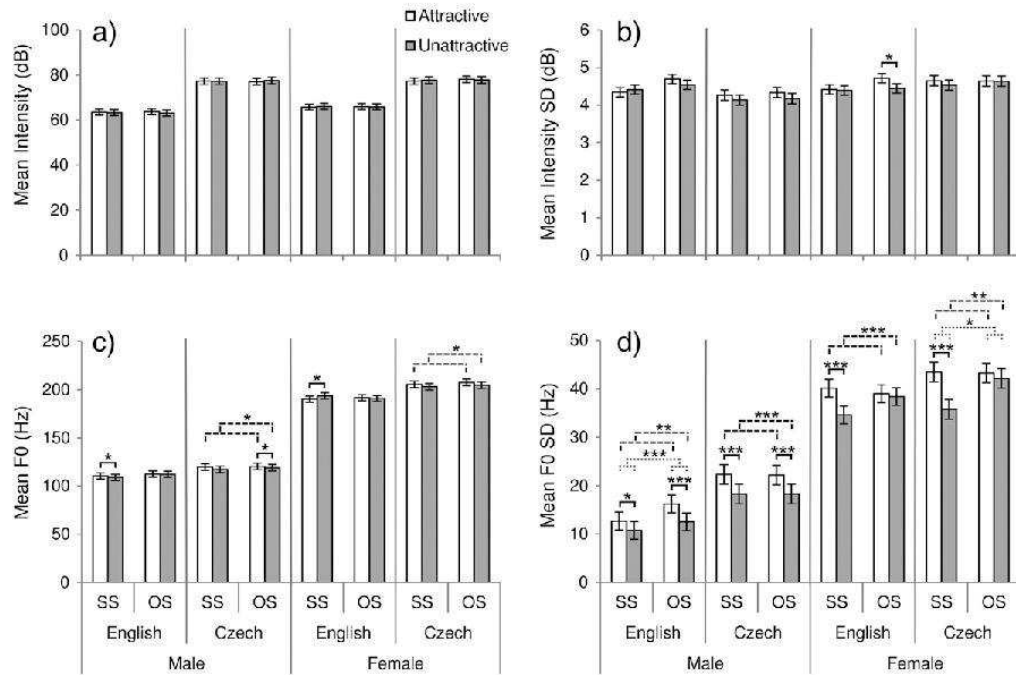 a)
Attractive
Unattractive
Mean Intensity (dB)
100
80
60
40
20
0
b)
Mean Intensity SD (dB)
6
5
4
3
2
1
0
*
c)
Mean F0 (Hz)
250
200
150
100
50
0
*
*
*
*
*
SS OS SS OS SS OS SS OS
English Czech English Czech
Male Female
d)
Mean F0 SD (Hz)
50
40
30
20
10
0
**
***
*
***
***
***
***
***
***
**
*
***
SS OS SS OS SS OS SS OS
English Czech English Czech
Male Female